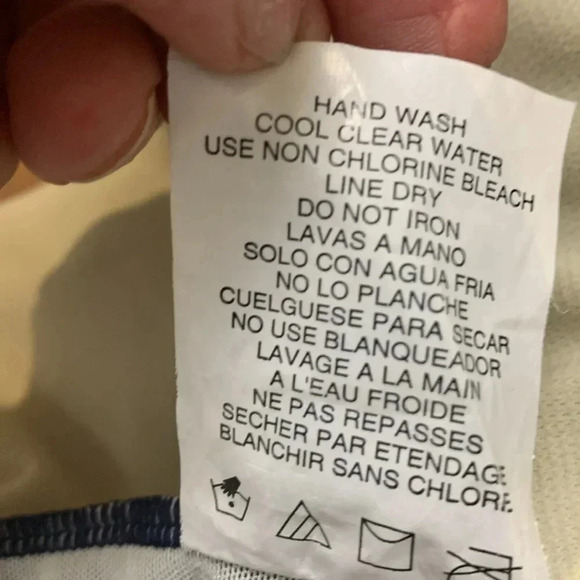 HAND WASH
COOL CLEAR WATER
USE NON CHLORINE BLEACH
LINE DRY
DO NOT IRON
LAVAS A MANO
SOLO CON AGUA FRIA
NO LO PLANCHE
CUELGUESE PARA SECAR
NO USE BLANQUEADOR
LAVAGE A LA MAIN
A L'EAU FROIDE
NE PAS REPASSES
SECHER PAR ETENDAGE
BLANCHIR SANS CHLORE